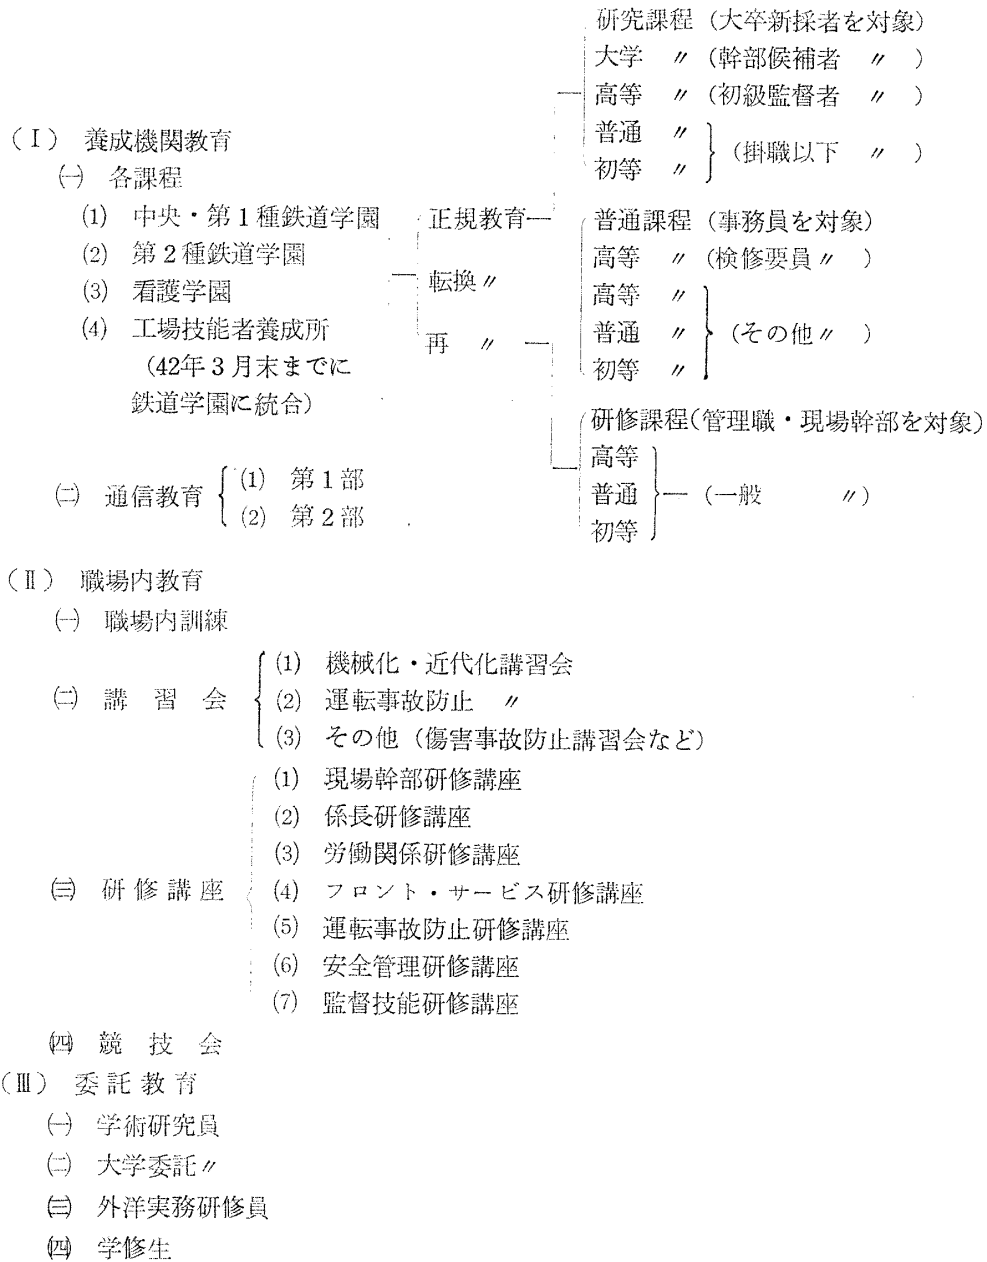 (Ⅰ) 養成機関教育
㈠ 各課程
(1) 中央・第1種鉄道学園
(2) 第2種鉄道学園
(3) 看護学園
(4) 工場技能者養成所
(42年3月末までに
鉄道学園に統合)
正規教育
転換〃
再 〃
研究課程 (大卒新採者を対象)
大学 〃 (幹部候補者 〃 )
高等 〃 (初級監督者 〃 )
普通 〃
初等 〃
(掛職以下 〃 )
普通課程 (事務員を対象)
高等 〃 (検修要員〃 )
高等 〃
普通 〃
初等 〃
(その他〃 )
研修課程(管理職・現場幹部を対象)
高等
普通
初等
(一般 〃)
㈡ 通信教育
(1) 第1部
(2) 第2部
(Ⅱ) 職場内教育
㈠ 職場内訓練
㈡ 講習会
(1) 機械化・近代化講習会
(2) 運転事故防止 〃
(3) その他 (傷害事故防止講習会など)
㈢ 研修講座
(1) 現場幹部研修講座
(2) 係長研修講座
(3) 労働関係研修講座
(4) フロント・サービス研修講座
(5) 運転事故防止研修講座
(6) 安全管理研修講座
(7) 監督技能研修講座
㈣ 競技会
(Ⅲ) 委託教育
㈠ 学術研究員
㈡ 大学委託〃
㈢ 外洋実務研修員
㈣ 学修生